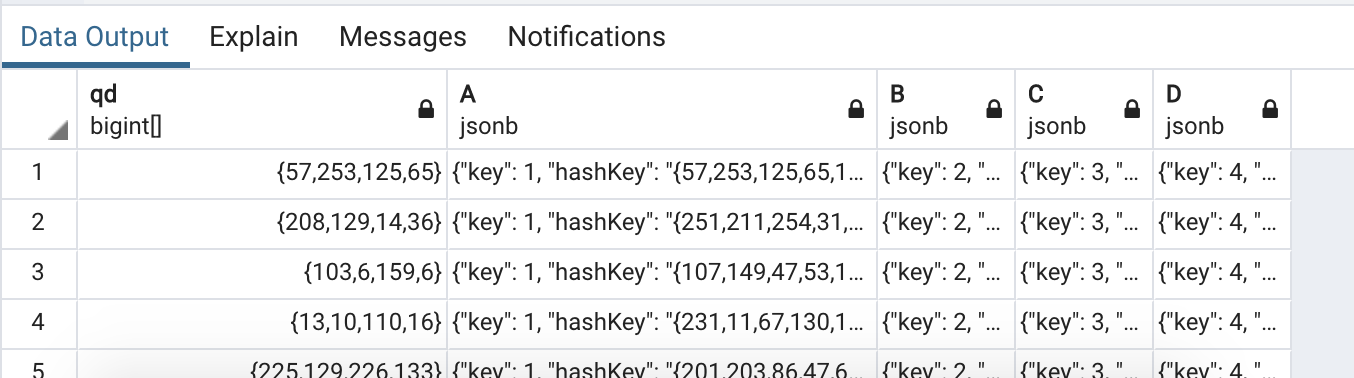 Data Output Explain Messages Notifications
qd A B C D
bigint[] jsonb jsonb jsonb jsonb
1 {57,253,125,65} {"key": 1, "hashKey": "{57,253,125,65,1... {"key": 2, "... {"key": 3, "... {"key": 4, "...
2 {208,129,14,36} {"key": 1, "hashKey": "{251,211,254,31,... {"key": 2, "... {"key": 3, "... {"key": 4, "...
3 {103,6,159,6} {"key": 1, "hashKey": "{107,149,47,53,1... {"key": 2, "... {"key": 3, "... {"key": 4, "...
4 {13,10,110,16} {"key": 1, "hashKey": "{231,11,67,130,1... {"key": 2, "... {"key": 3, "... {"key": 4, "...
5 {225,129,226,133} {"key": 1, "hashKey": "{201,203,86,47,6... {"key": 2, "... {"key": 3, "... {"key": 4, "...